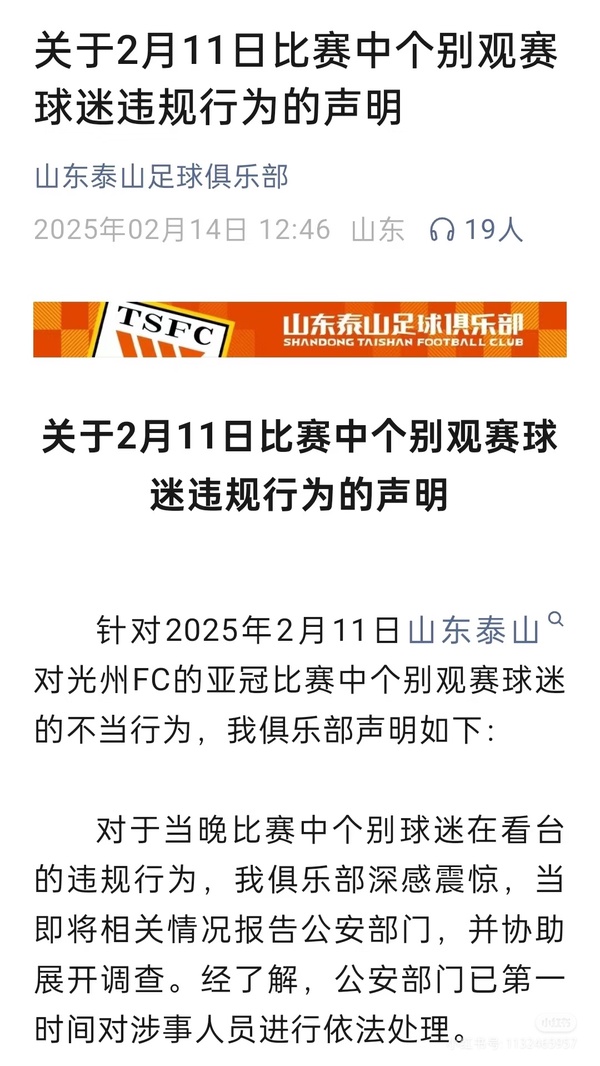 关于2月11日比赛中个别观赛
球迷违规行为的声明
山东泰山足球俱乐部
2025年02月14日 12:46 山东 19人
TSFC
山东泰山足球俱乐部
SHANDONG TAISHAN FOOTBALL CLUB
关于2月11日比赛中个别观赛球
迷违规行为的声明
针对2025年2月11日山东泰山
对光州FC的亚冠比赛中个别观赛球迷
的不当行为，我俱乐部声明如下：
对于当晚比赛中个别球迷在看台
的违规行为，我俱乐部深感震惊，当
即将相关情况报告公安部门，并协助
展开调查。经了解，公安部门已第一
时间对涉事人员进行依法处理。
小红书